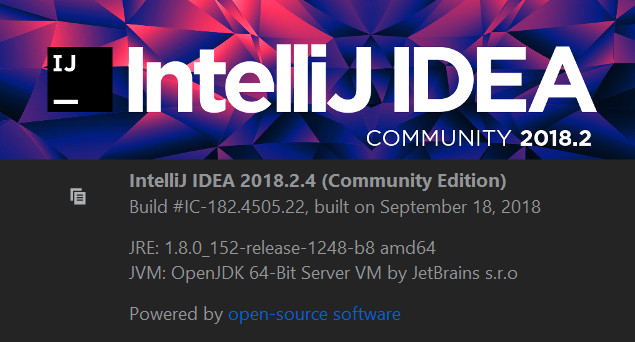 IJ
IntelliJ IDEA
COMMUNITY 2018.2
IntelliJ IDEA 2018.2.4 (Community Edition)
Build #IC-182.4505.22, built on September 18, 2018
JRE: 1.8.0_152-release-1248-b8 amd64
JVM: OpenJDK 64-Bit Server VM by JetBrains s.r.o
Powered by open-source software